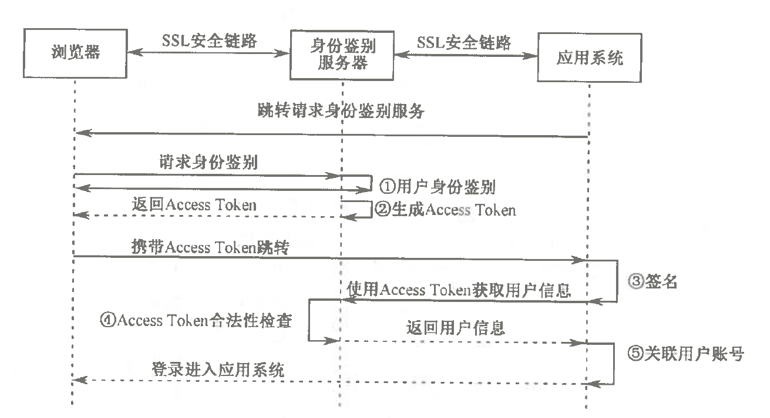 浏览器
SSL安全链路
身份鉴别
服务器
SSL安全链路
应用系统
跳转请求身份鉴别服务
请求身份鉴别
①用户身份鉴别
返回Access Token
②生成Access Token
携带Access Token跳转
③签名
使用Access Token获取用户信息
④Access Token合法性检查
返回用户信息
⑤关联用户账号
登录进入应用系统